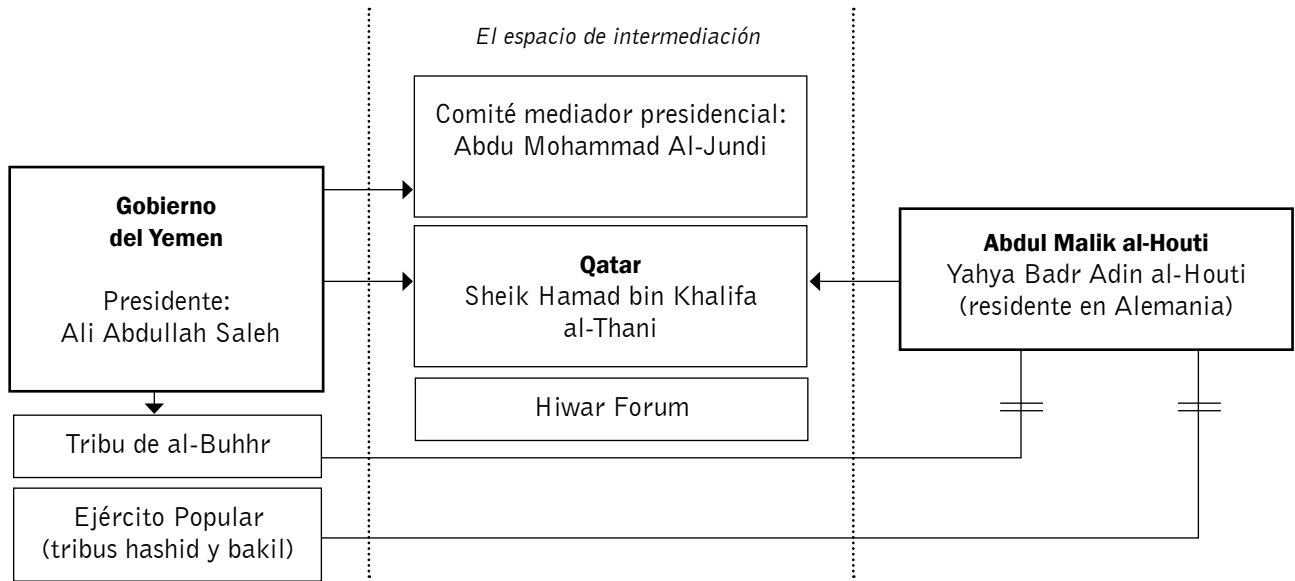 El espacio de intermediación
Comité mediador presidencial:
Abdu Mohammad Al-Jundi
Gobierno
del Yemen
Presidente:
Ali Abdullah Saleh
Qatar
Sheik Hamad bin Khalifa
al-Thani
Abdul Malik al-Houti
Yahya Badr Adin al-Houti
(residente en Alemania)
Hiwar Forum
Tribu de al-Buhhr
Ejército Popular
(tribus hashid y bakil)